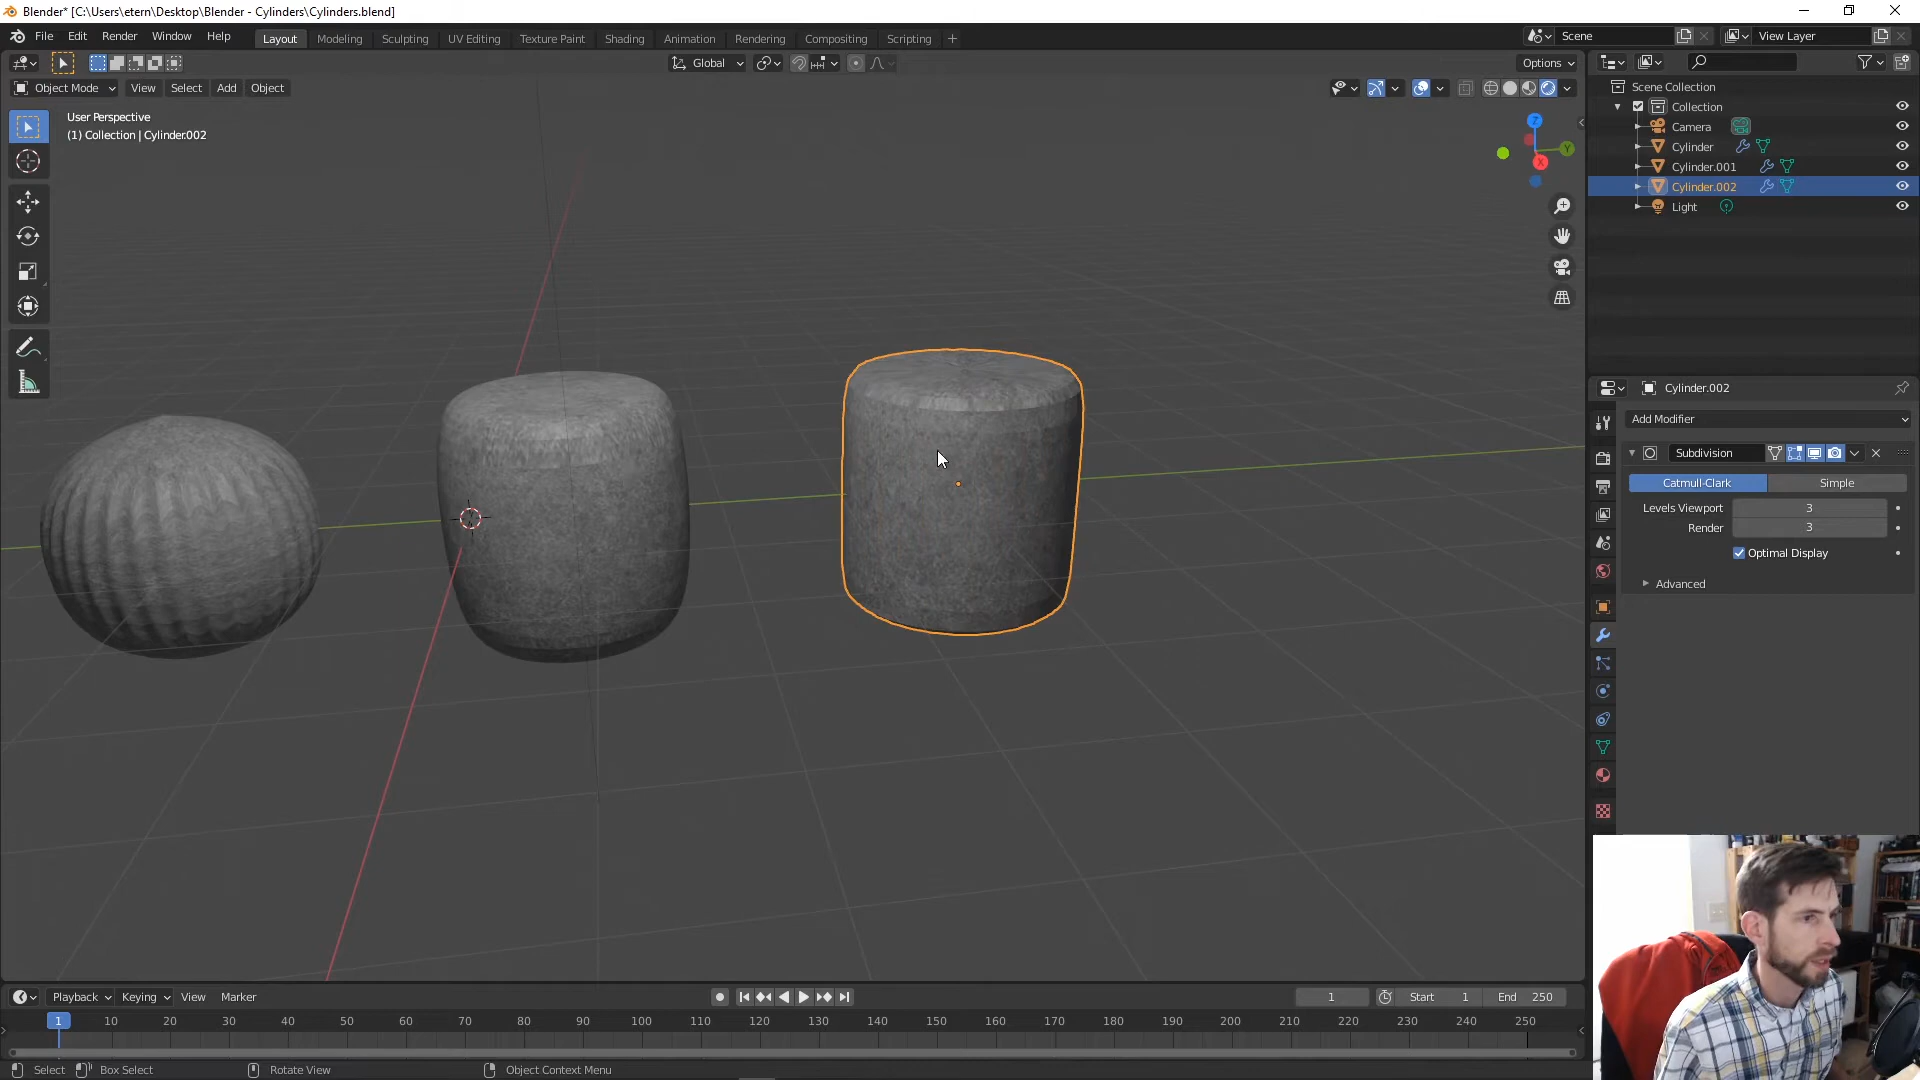 Blender* [C:\Users\etern\Desktop\Blender - Cylinders\Cylinders.blend]
File Edit Render Window Help Layout Modeling Sculpting UV Editing Texture Paint Shading Animation Rendering Compositing Scripting + Scene View Layer
Global Options
Object Mode View Select Add Object
User Perspective
(1) Collection | Cylinder.002
Z
Y
X
Scene Collection
Collection
Camera
Cylinder
Cylinder.001
Cylinder.002
Light
Cylinder.002
Add Modifier
Subdivision
Catmull-Clark Simple
Levels Viewport 3
Render 3
Optimal Display
Advanced
Playback Keying View Marker 1 Start 1 End 250
1 10 20 30 40 50 60 70 80 90 100 110 120 130 140 150 160 170 180 190 200 210 220 230 240 250
Select Box Select Rotate View Object Context Menu